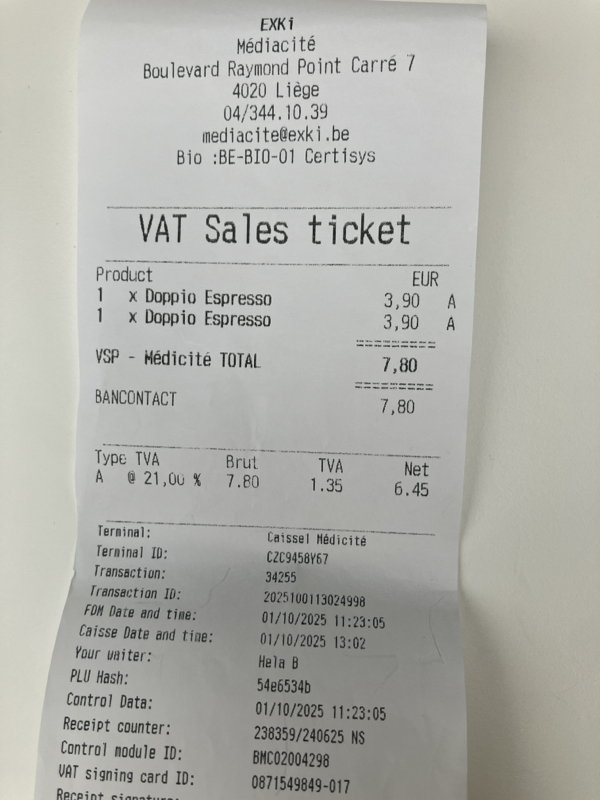 EXKi
Médiacité
Boulevard Raymond Point Carré 7
4020 Liège
04/344.10.39
mediacite@exki.be
Bio :BE-BIO-01 Certisys
VAT Sales ticket
Product EUR
1 x Doppio Espresso 3,90 A
1 x Doppio Espresso 3,90 A
=========
VSP - Médicité TOTAL 7,80
=========
BANCONTACT 7,80
Type TVA Brut TVA Net
A @ 21,00 % 7.80 1.35 6.45
Terminal: Caisse1 Médicité
Terminal ID: CZC9458Y67
Transaction: 34255
Transaction ID: 2025100113024998
FDM Date and time: 01/10/2025 11:23:05
Caisse Date and time: 01/10/2025 13:02
Your waiter: Hela B
PLU Hash: 54e6534b
Control Data: 01/10/2025 11:23:05
Receipt counter: 238359/240625 NS
Control module ID: BMC02004298
VAT signing card ID: 0871549849-017
Receipt signature: